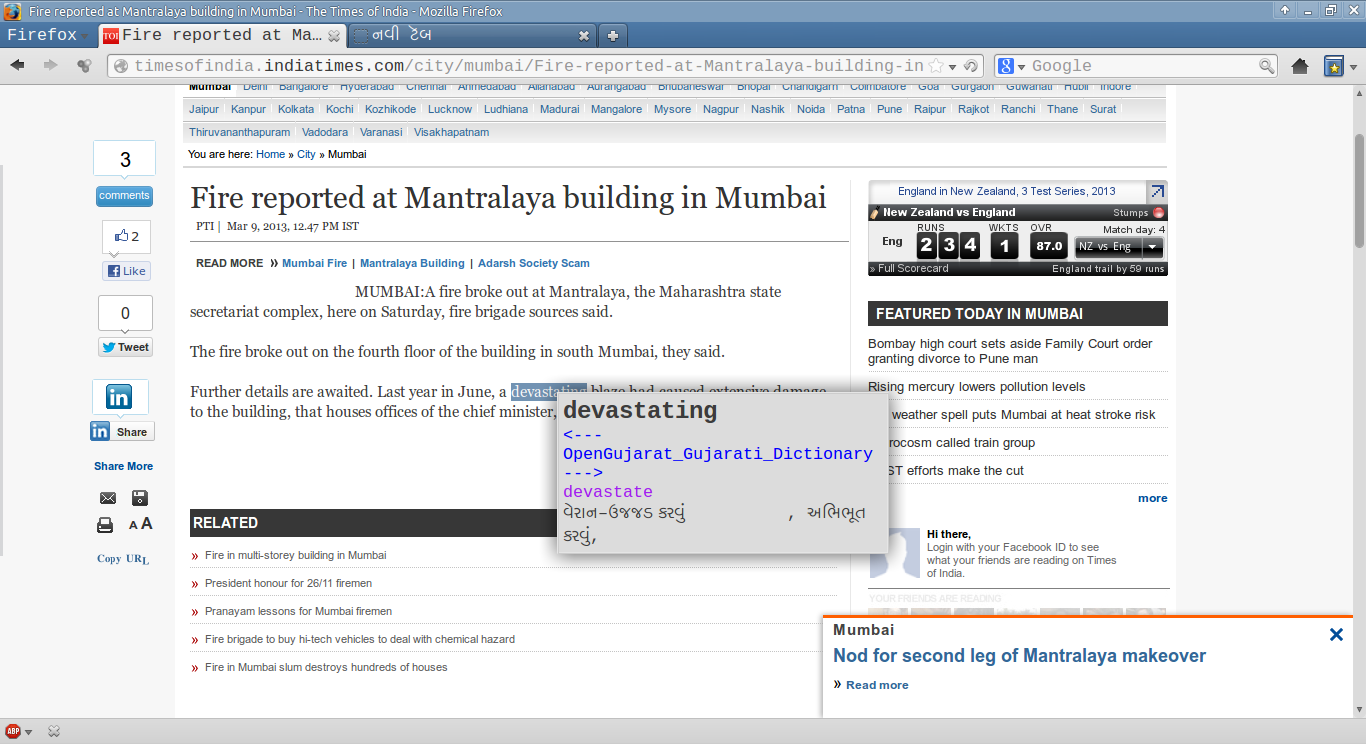 Fire reported at Mantralaya building in Mumbai - The Times of India - Mozilla Firefox
Firefox
TOI Fire reported at Ma...
નવી ટૅબ
timesofindia.indiatimes.com/city/mumbai/Fire-reported-at-Mantralaya-building-in
8 Google
Mumbai Delhi Bangalore Hyderabad Chennai Ahmedabad Allahabad Aurangabad Bhubaneswar Bhopal Chandigarh Coimbatore Goa Gurgaon Guwahati Hubli Indore
Jaipur Kanpur Kolkata Kochi Kozhikode Lucknow Ludhiana Madurai Mangalore Mysore Nagpur Nashik Noida Patna Pune Raipur Rajkot Ranchi Thane Surat
Thiruvananthapuram Vadodara Varanasi Visakhapatnam
You are here: Home » City » Mumbai
3
comments
2
Like
0
Tweet
in
in Share
Share More
A A
Copy URL
Fire reported at Mantralaya building in Mumbai
PTI | Mar 9, 2013, 12.47 PM IST
READ MORE » Mumbai Fire | Mantralaya Building | Adarsh Society Scam
MUMBAI:A fire broke out at Mantralaya, the Maharashtra state
secretariat complex, here on Saturday, fire brigade sources said.
The fire broke out on the fourth floor of the building in south Mumbai, they said.
Further details are awaited. Last year in June, a devastating blaze had caused extensive damage
to the building, that houses offices of the chief minister,
devastating
<---
OpenGujarat_Gujarati_Dictionary
--->
devastate
વેરાન-ઉજ્જડ કરવું , અભિભૂત
કરવું,
RELATED
» Fire in multi-storey building in Mumbai
» President honour for 26/11 firemen
» Pranayam lessons for Mumbai firemen
» Fire brigade to buy hi-tech vehicles to deal with chemical hazard
» Fire in Mumbai slum destroys hundreds of houses
England in New Zealand, 3 Test Series, 2013
New Zealand vs England Stumps
RUNS WKTS OVR Match day: 4
Eng 234 1 87.0 NZ vs Eng
» Full Scorecard England trail by 59 runs
FEATURED TODAY IN MUMBAI
Bombay high court sets aside Family Court order
granting divorce to Pune man
Rising mercury lowers pollution levels
weather spell puts Mumbai at heat stroke risk
rocosm called train group
ST efforts make the cut
more
Hi there,
Login with your Facebook ID to see
what your friends are reading on Times
of India.
YOUR FRIENDS ARE READING
Mumbai
Nod for second leg of Mantralaya makeover
» Read more
ABP